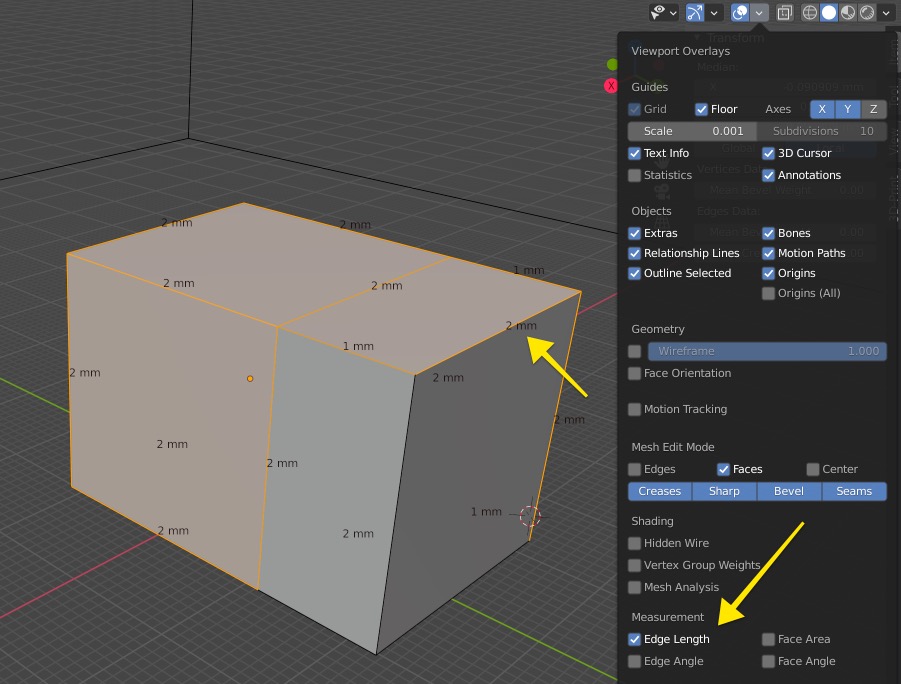 Viewport Overlays
Guides
Grid Floor Axes X Y Z
Scale 0.001 Subdivisions 10
Text Info 3D Cursor
Statistics Annotations
Objects
Extras Bones
Relationship Lines Motion Paths
Outline Selected Origins
Origins (All)
Geometry
Wireframe 1.000
Face Orientation
Motion Tracking
Mesh Edit Mode
Edges Faces Center
Creases Sharp Bevel Seams
Shading
Hidden Wire
Vertex Group Weights
Mesh Analysis
Measurement
Edge Length Face Area
Edge Angle Face Angle
X
2 mm
2 mm
1 mm
2 mm
2 mm
2 mm
1 mm
2 mm
2 mm
2 mm
2 mm
2 mm
1 mm
2 mm
2 mm